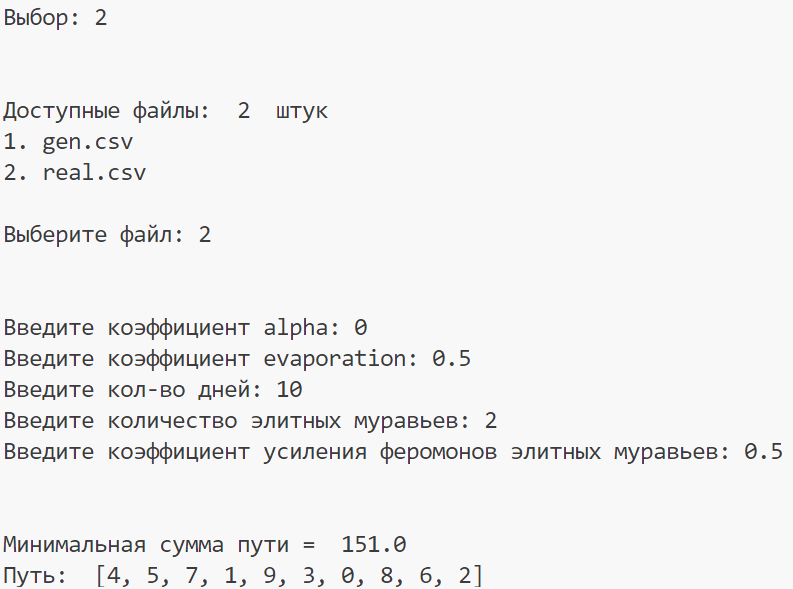 Выбор: 2
Доступные файлы:  2  штук
1. gen.csv
2. real.csv
Выберите файл: 2
Введите коэффициент alpha: 0
Введите коэффициент evaporation: 0.5
Введите кол-во дней: 10
Введите количество элитных муравьев: 2
Введите коэффициент усиления феромонов элитных муравьев: 0.5
Минимальная сумма пути =  151.0
Путь:  [4, 5, 7, 1, 9, 3, 0, 8, 6, 2]